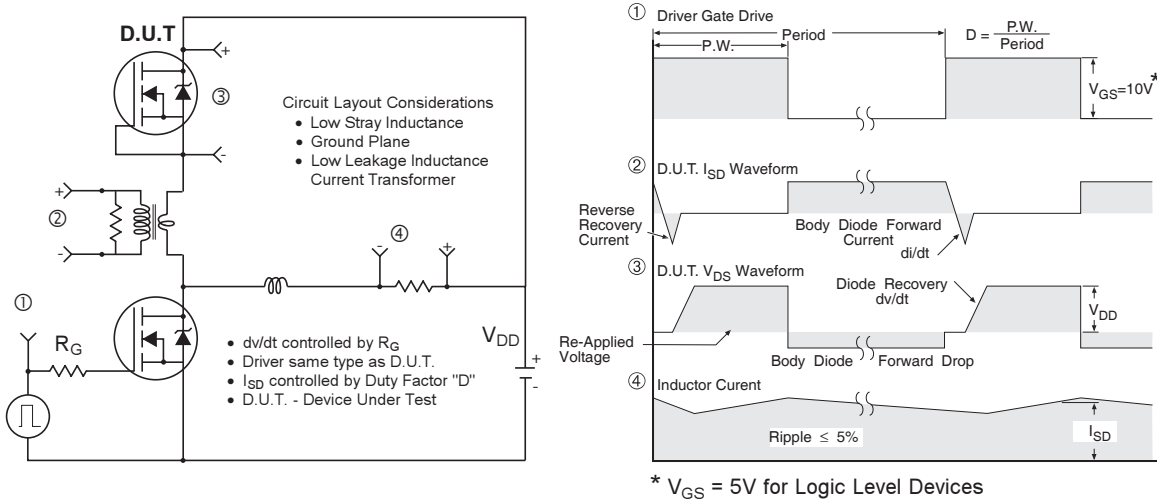 D.U.T
+
③
-
Circuit Layout Considerations
• Low Stray Inductance
• Ground Plane
• Low Leakage Inductance
Current Transformer
+
②
-
④
-
+
①
R_G
V_DD
+
-
• dv/dt controlled by R_G
• Driver same type as D.U.T.
• I_SD controlled by Duty Factor "D"
• D.U.T. - Device Under Test
① Driver Gate Drive
P.W.
Period
D = P.W.
Period
V_GS=10V*
② D.U.T. I_SD Waveform
Reverse
Recovery
Current
Body Diode Forward
Current
di/dt
③ D.U.T. V_DS Waveform
Diode Recovery
dv/dt
V_DD
Re-Applied
Voltage
Body Diode Forward Drop
④ Inductor Curent
Ripple ≤ 5%
I_SD
* V_GS = 5V for Logic Level Devices